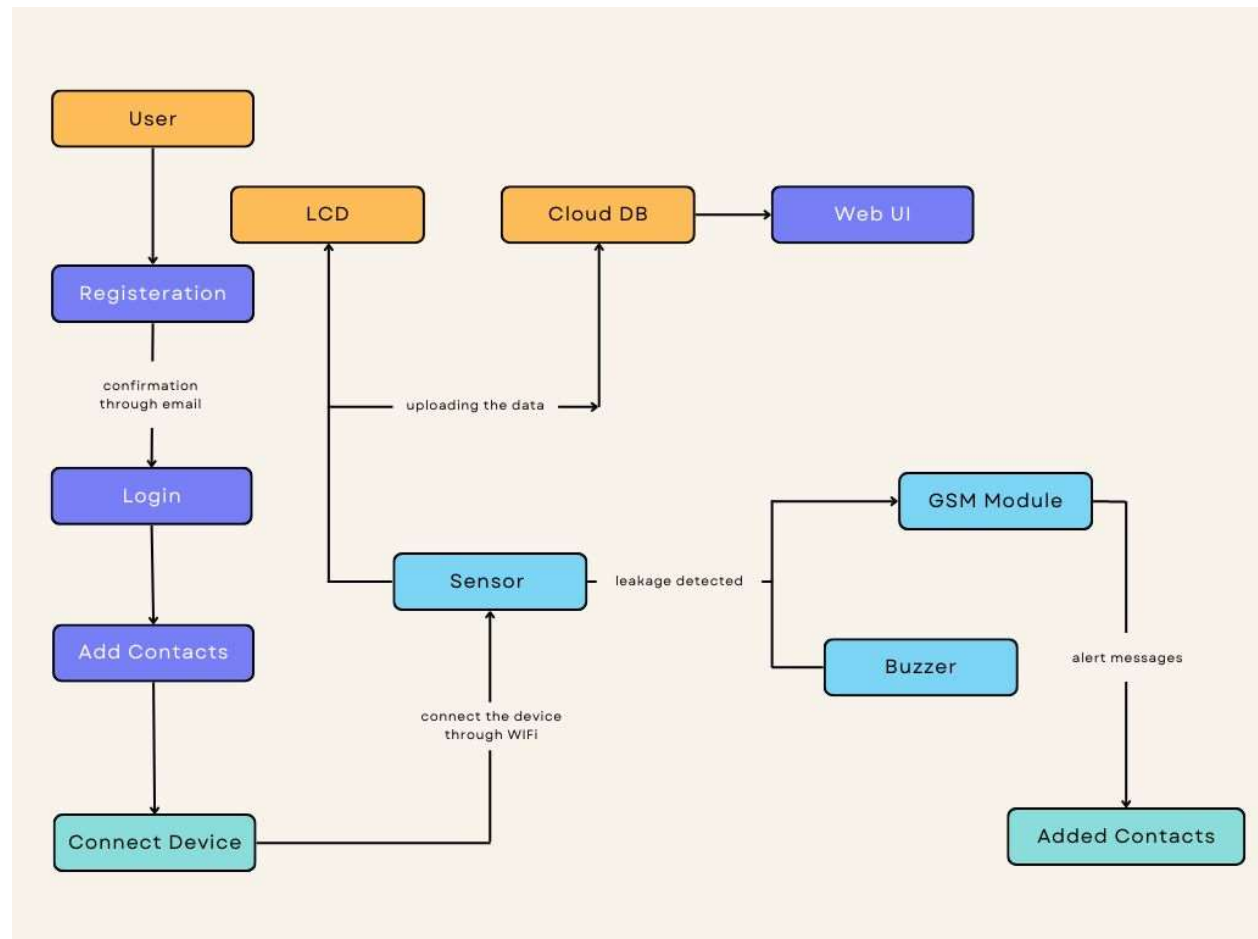 User
LCD
Cloud DB
Web UI
Registeration
confirmation
through email
uploading the data
Login
GSM Module
Sensor
leakage detected
Add Contacts
Buzzer
alert messages
connect the device
through WIFi
Connect Device
Added Contacts